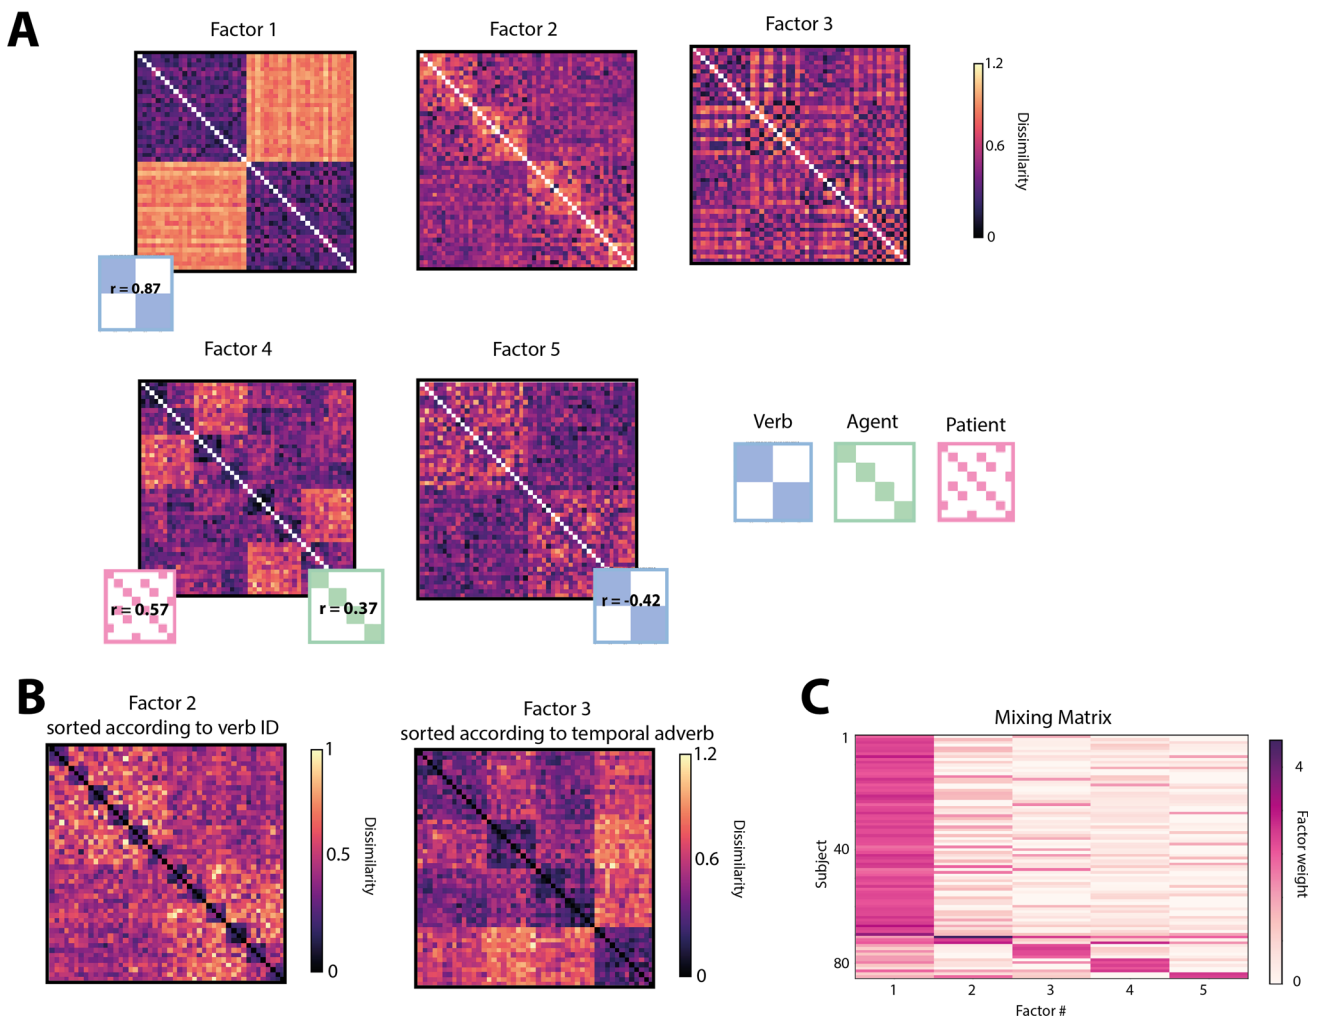 A
Factor 1
Factor 2
Factor 3
1.2
0.6
0
Dissimilarity
r = 0.87
Factor 4
Factor 5
Verb
Agent
Patient
r = 0.57
r = 0.37
r = -0.42
B
Factor 2
sorted according to verb ID
1
0.5
0
Dissimilarity
Factor 3
sorted according to temporal adverb
1.2
0.6
0
Dissimilarity
C
Mixing Matrix
1
40
80
Subject
1 2 3 4 5
Factor #
4
0
Factor weight